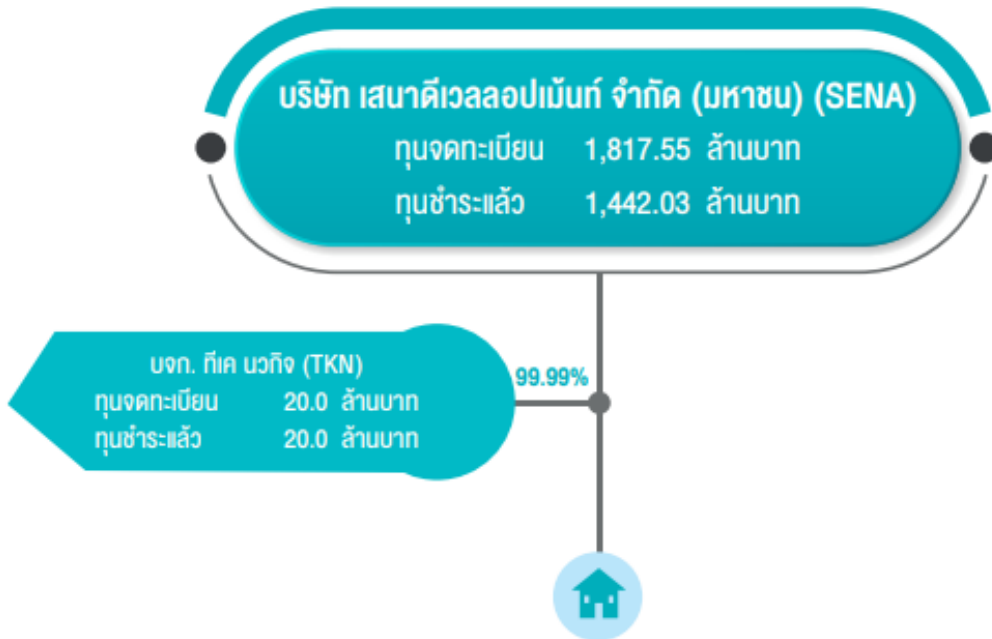 บริษัท เสนาดีเวลลอปเม้นท์ จำกัด (มหาชน) (SENA)
ทุนจดทะเบียน 1,817.55 ล้านบาท
ทุนชำระแล้ว 1,442.03 ล้านบาท
99.99%
บจก. ทีเค นวกิจ (TKN)
ทุนจดทะเบียน 20.0 ล้านบาท
ทุนชำระแล้ว 20.0 ล้านบาท